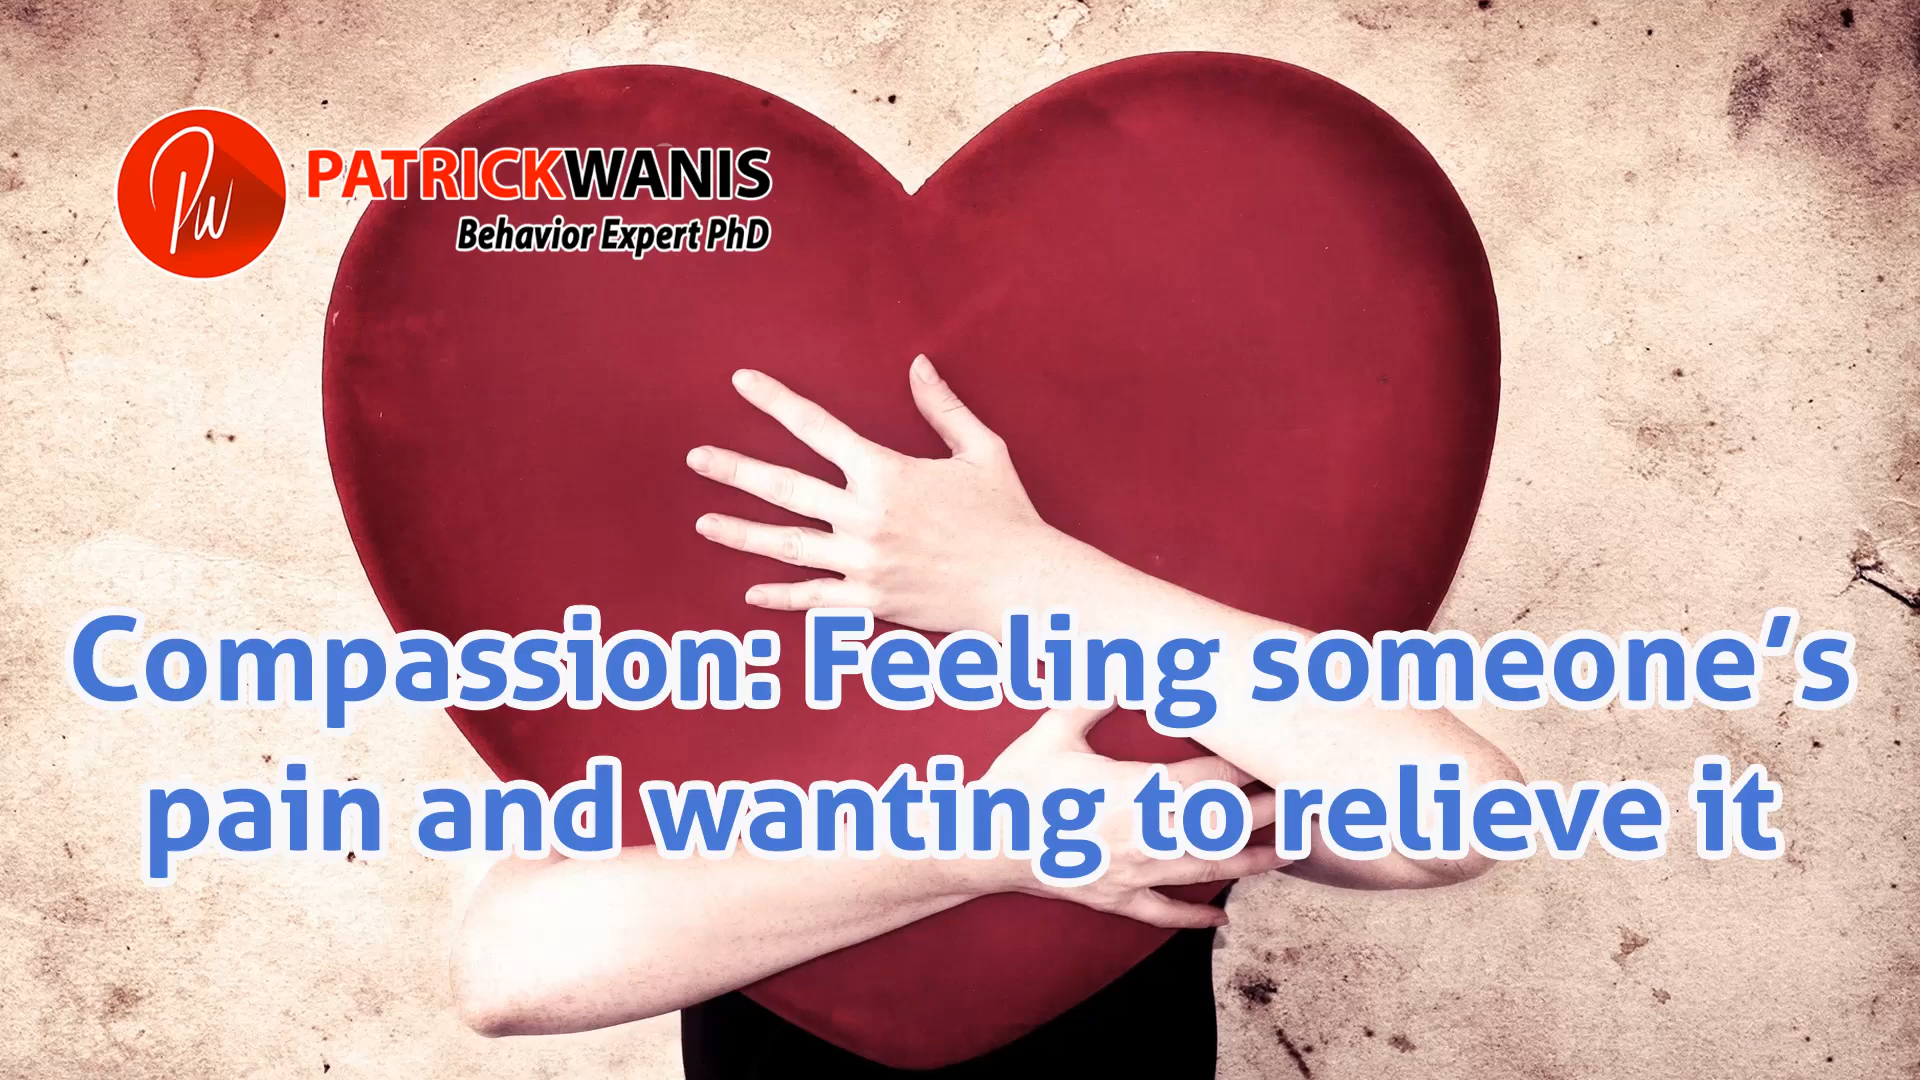 PW
PATRICKWANIS
Behavior Expert PhD
Compassion: Feeling someone's
pain and wanting to relieve it